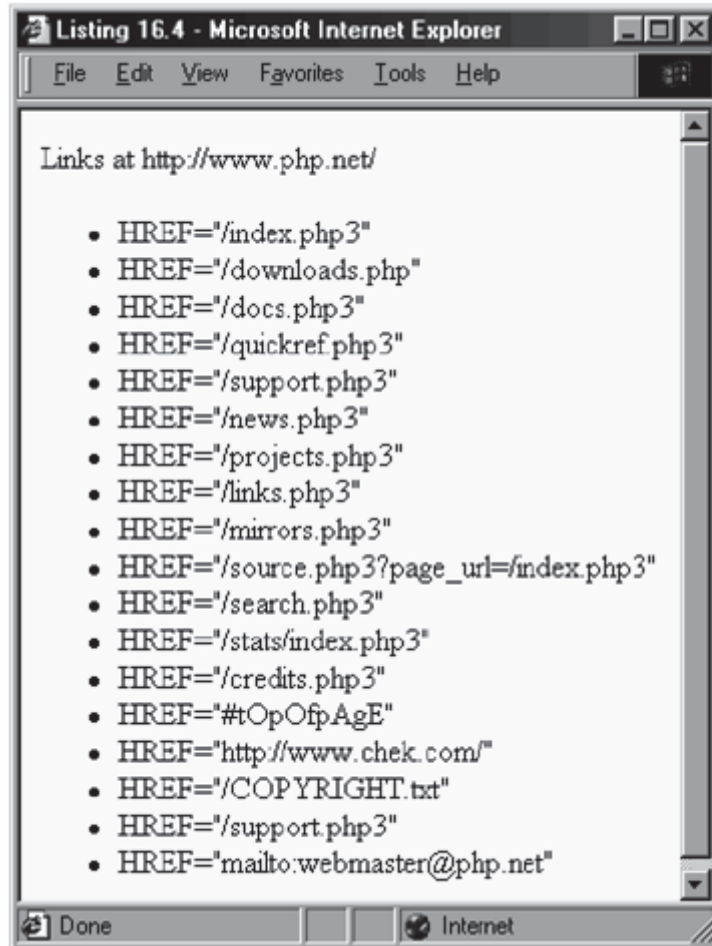 Listing 16.4 - Microsoft Internet Explorer
File Edit View Favorites Tools Help
Links at http://www.php.net/
• HREF="/index.php3"
• HREF="/downloads.php"
• HREF="/docs.php3"
• HREF="/quickref.php3"
• HREF="/support.php3"
• HREF="/news.php3"
• HREF="/projects.php3"
• HREF="/links.php3"
• HREF="/mirrors.php3"
• HREF="/source.php3?page_url=/index.php3"
• HREF="/search.php3"
• HREF="/stats/index.php3"
• HREF="/credits.php3"
• HREF="#tOpOfpAgE"
• HREF="http://www.chek.com/"
• HREF="/COPYRIGHT.txt"
• HREF="/support.php3"
• HREF="mailto:webmaster@php.net"
Done Internet